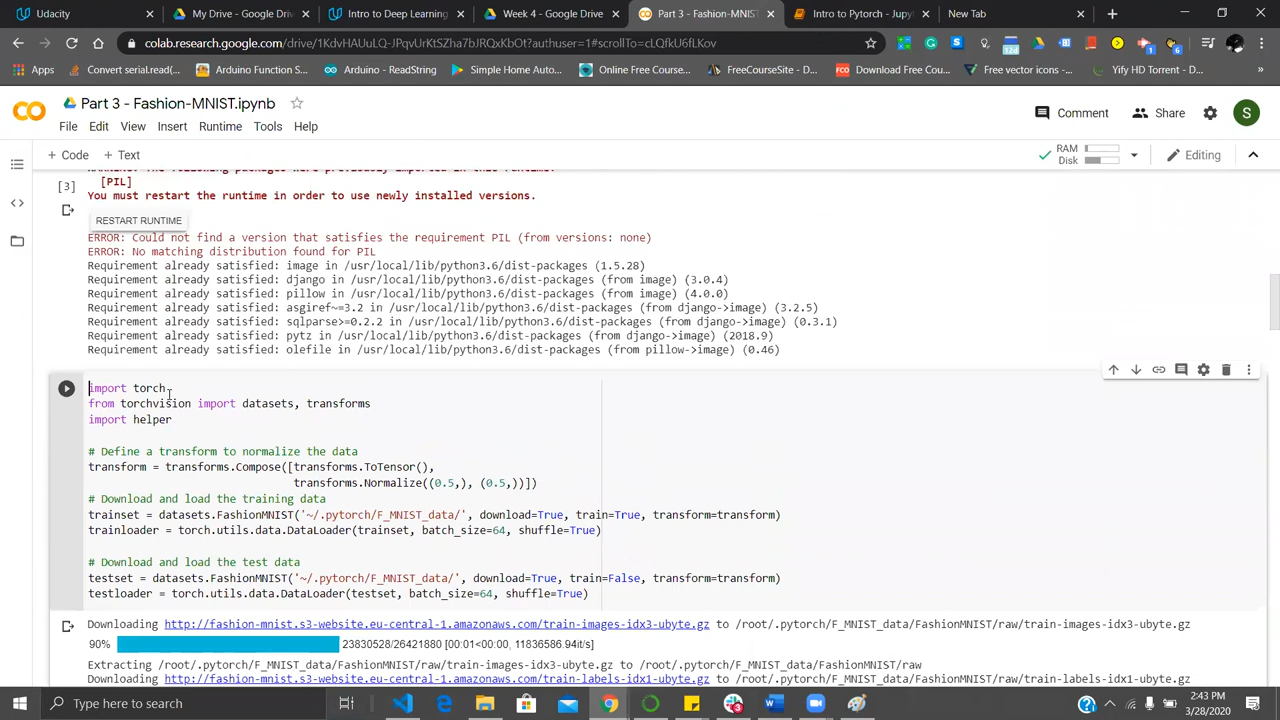 Udacity
My Drive - Google Drive
Intro to Deep Learning
Week 4 - Google Drive
Part 3 - Fashion-MNIST
Intro to Pytorch - Jupyt
New Tab
colab.research.google.com/drive/1KdvHAUuLQ-JPqvUrKtSZha7bJRQxKbOt?authuser=1#scrollTo=cLQfkU6fLKov
Apps
Convert serial.read(...
Arduino Function S...
Arduino - ReadString
Simple Home Auto...
Online Free Course...
FreeCourseSite - D...
Download Free Cou...
Free vector icons -...
Yify HD Torrent - D...
Part 3 - Fashion-MNIST.ipynb
Comment
Share
S
File Edit View Insert Runtime Tools Help
+ Code + Text
RAM
Disk
Editing
WARNING: The following packages were previously imported in this runtime:
[PIL]
[3]
You must restart the runtime in order to use newly installed versions.
RESTART RUNTIME
ERROR: Could not find a version that satisfies the requirement PIL (from versions: none)
ERROR: No matching distribution found for PIL
Requirement already satisfied: image in /usr/local/lib/python3.6/dist-packages (1.5.28)
Requirement already satisfied: django in /usr/local/lib/python3.6/dist-packages (from image) (3.0.4)
Requirement already satisfied: pillow in /usr/local/lib/python3.6/dist-packages (from image) (4.0.0)
Requirement already satisfied: asgiref~=3.2 in /usr/local/lib/python3.6/dist-packages (from django->image) (3.2.5)
Requirement already satisfied: sqlparse>=0.2.2 in /usr/local/lib/python3.6/dist-packages (from django->image) (0.3.1)
Requirement already satisfied: pytz in /usr/local/lib/python3.6/dist-packages (from django->image) (2018.9)
Requirement already satisfied: olefile in /usr/local/lib/python3.6/dist-packages (from pillow->image) (0.46)
import torch
from torchvision import datasets, transforms
import helper
# Define a transform to normalize the data
transform = transforms.Compose([transforms.ToTensor(),
transforms.Normalize((0.5,), (0.5,))])
# Download and load the training data
trainset = datasets.FashionMNIST('~/.pytorch/F_MNIST_data/', download=True, train=True, transform=transform)
trainloader = torch.utils.data.DataLoader(trainset, batch_size=64, shuffle=True)
# Download and load the test data
testset = datasets.FashionMNIST('~/.pytorch/F_MNIST_data/', download=True, train=False, transform=transform)
testloader = torch.utils.data.DataLoader(testset, batch_size=64, shuffle=True)
Downloading http://fashion-mnist.s3-website.eu-central-1.amazonaws.com/train-images-idx3-ubyte.gz to /root/.pytorch/F_MNIST_data/FashionMNIST/raw/train-images-idx3-ubyte.gz
90% 23830528/26421880 [00:01<00:00, 11836586.94it/s]
Extracting /root/.pytorch/F_MNIST_data/FashionMNIST/raw/train-images-idx3-ubyte.gz to /root/.pytorch/F_MNIST_data/FashionMNIST/raw
Downloading http://fashion-mnist.s3-website.eu-central-1.amazonaws.com/train-labels-idx1-ubyte.gz to /root/.pytorch/F_MNIST_data/FashionMNIST/raw/train-labels-idx1-ubyte.gz
Type here to search
2:43 PM
3/28/2020